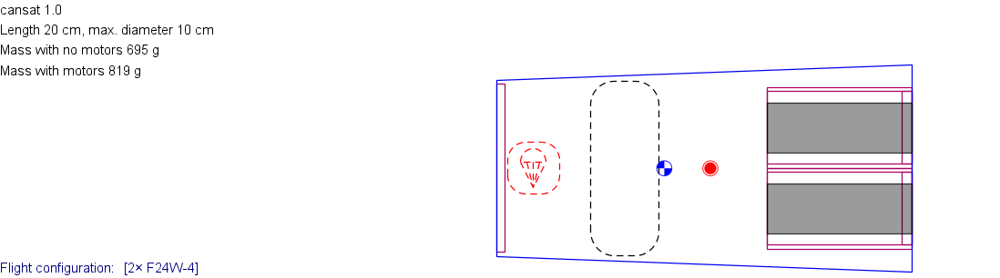 cansat 1.0
Length 20 cm, max. diameter 10 cm
Mass with no motors 695 g
Mass with motors 819 g
Flight configuration: [2× F24W-4]